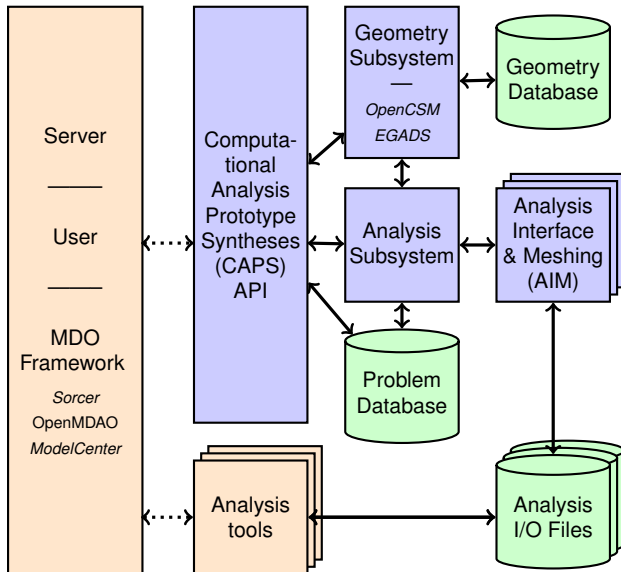 Server
User
MDO
Framework
Sorcer
OpenMDAO
ModelCenter
Computa-
tional
Analysis
Prototype
Syntheses
(CAPS)
API
Geometry
Subsystem
OpenCSM
EGADS
Geometry
Database
Analysis
Subsystem
Analysis
Interface
& Meshing
(AIM)
Problem
Database
Analysis
tools
Analysis
I/O Files